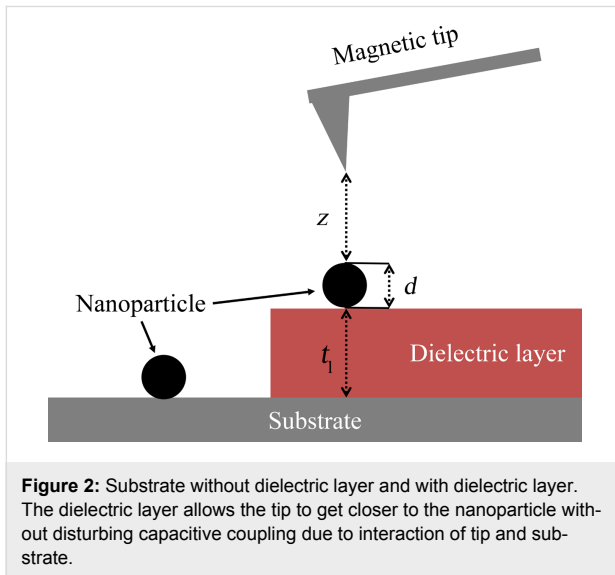 Magnetic tip
z
d
Nanoparticle
t1
Dielectric layer
Substrate
Figure 2: Substrate without dielectric layer and with dielectric layer.
The dielectric layer allows the tip to get closer to the nanoparticle with-
out disturbing capacitive coupling due to interaction of tip and sub-
strate.